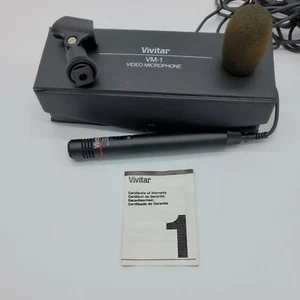 Vivitar
VM-1
VIDEO MICROPHONE
Vivitar
Certificate of Warranty
Certificat de Garantie
Garantieschein
Certificado de Garantia
1